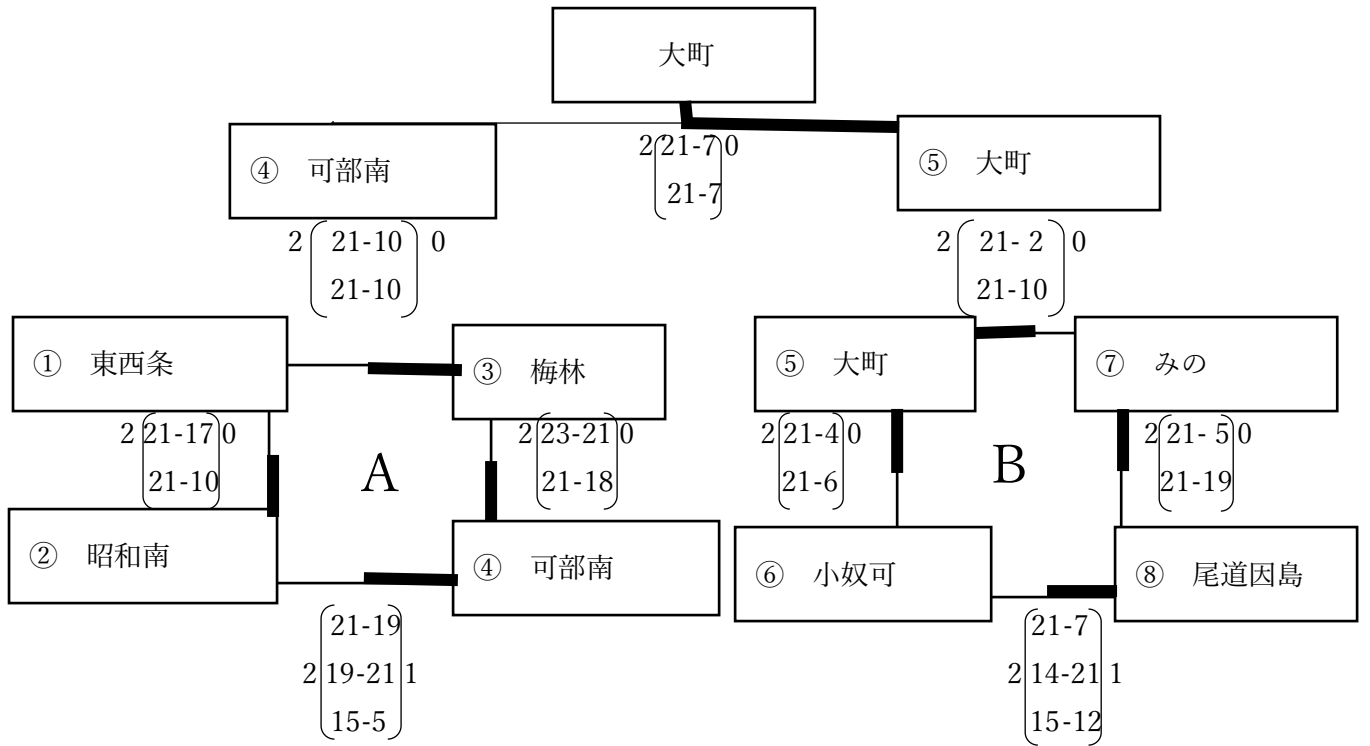 大町
④ 可部南
2 21-7 0
21-7
⑤ 大町
2 21-10 0
21-10
2 21- 2 0
21-10
① 東西条
③ 梅林
⑤ 大町
⑦ みの
2 21-17 0
21-10
2 23-21 0
21-18
2 21-4 0
21-6
2 21- 5 0
21-19
A
B
② 昭和南
④ 可部南
⑥ 小奴可
⑧ 尾道因島
21-19
2 19-21 1
15-5
21-7
2 14-21 1
15-12